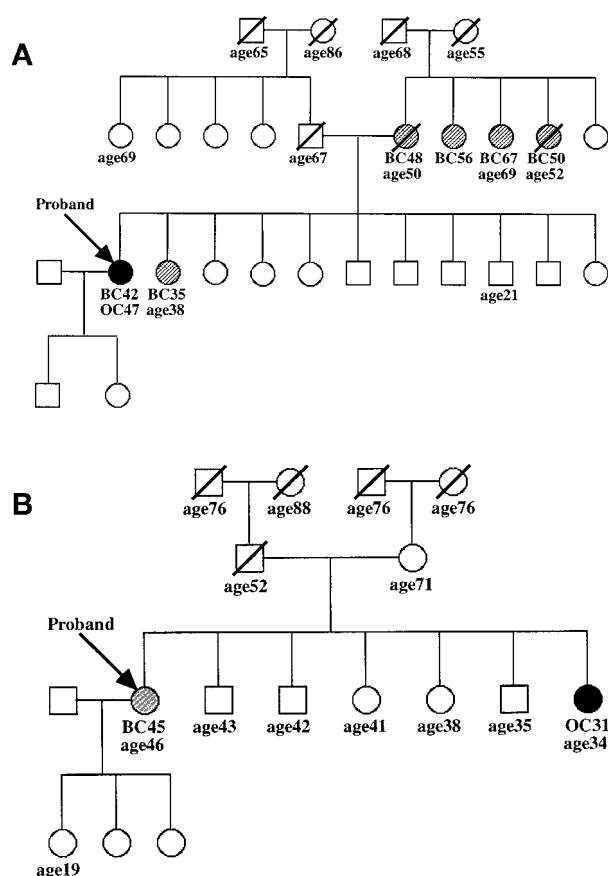 A
age65 age86 age68 age55
age69 age67 BC48 BC56 BC67 BC50
age50 age69 age52
Proband
BC42 BC35 age21
OC47 age38
B
age76 age88 age76 age76
age52 age71
Proband
BC45 age43 age42 age41 age38 age35 OC31
age46 age34
age19